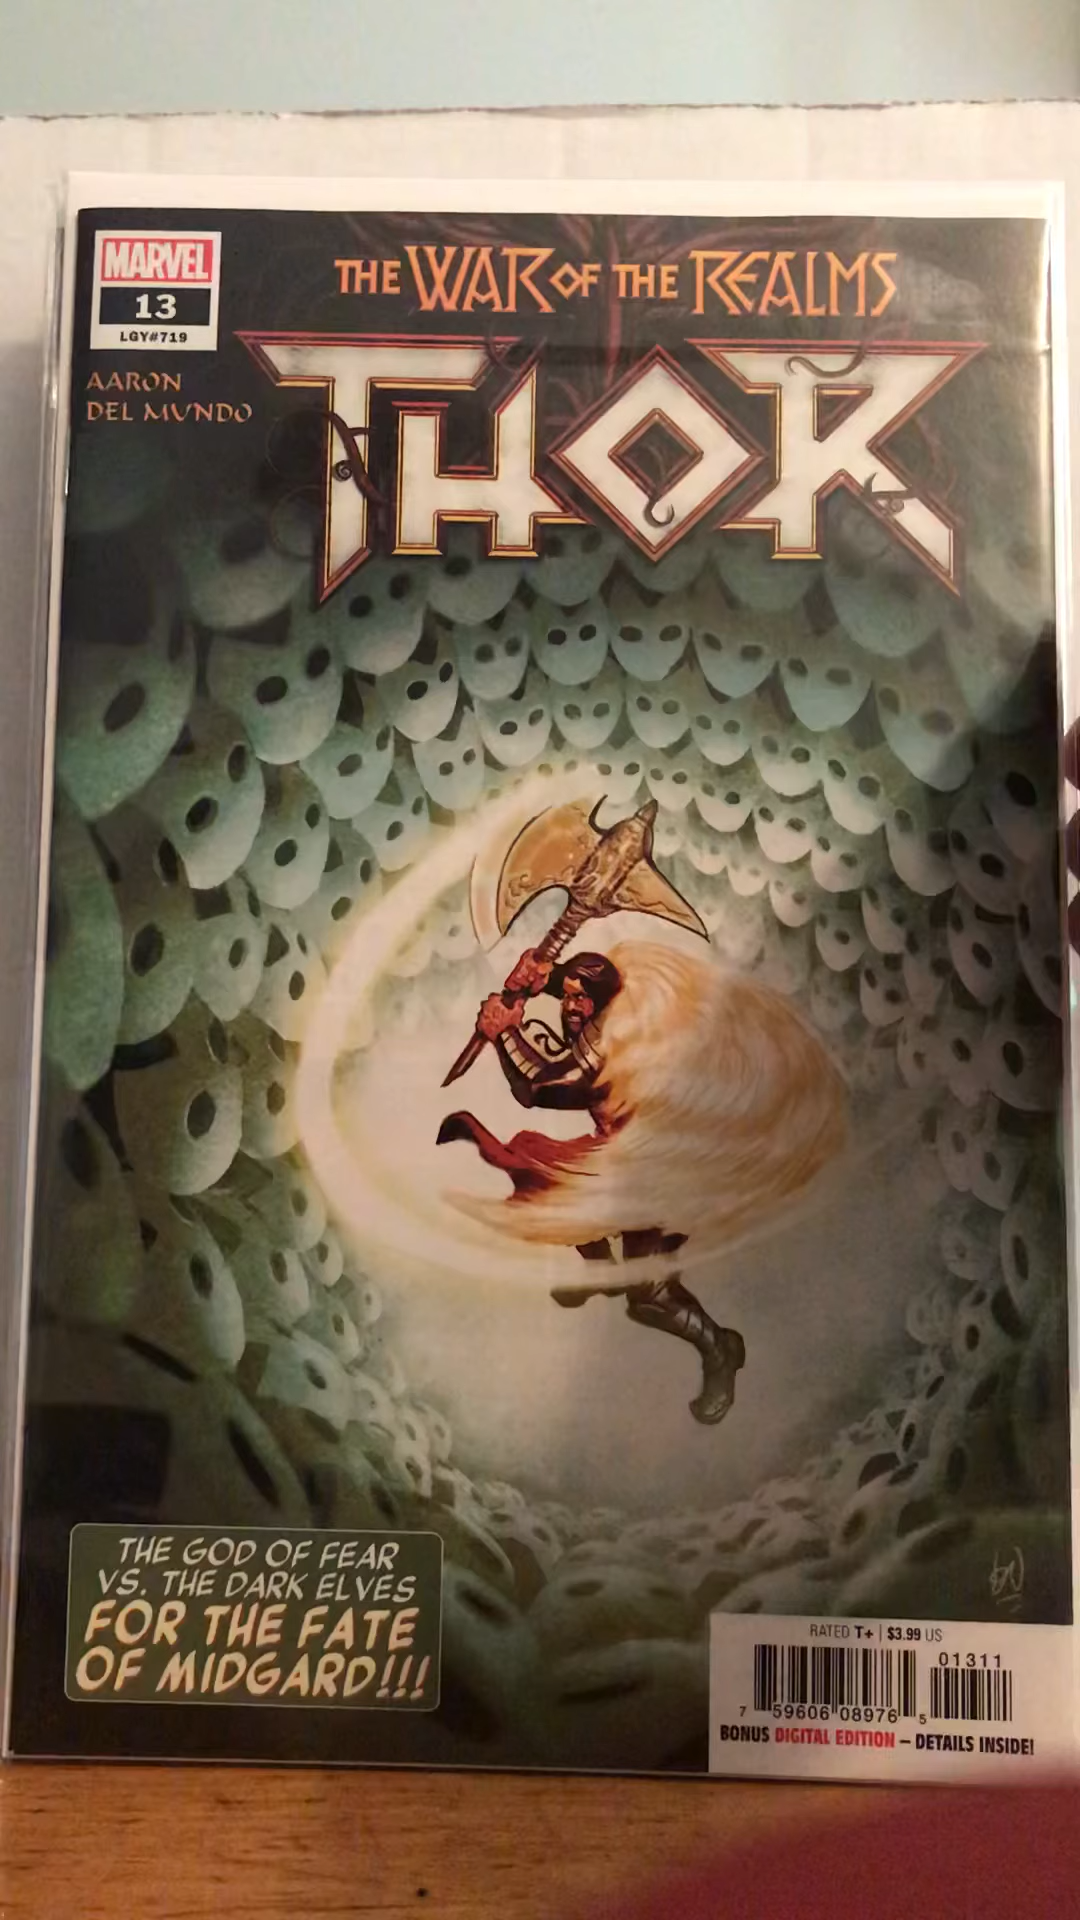 MARVEL
13
LGY#719
AARON
DEL MUNDO
THE WAR OF THE REALMS
THOR
THE GOD OF FEAR
VS. THE DARK ELVES
FOR THE FATE
OF MIDGARD!!!
RATED T+ | $3.99 US
01311
7 59606 08976 5
BONUS DIGITAL EDITION – DETAILS INSIDE!